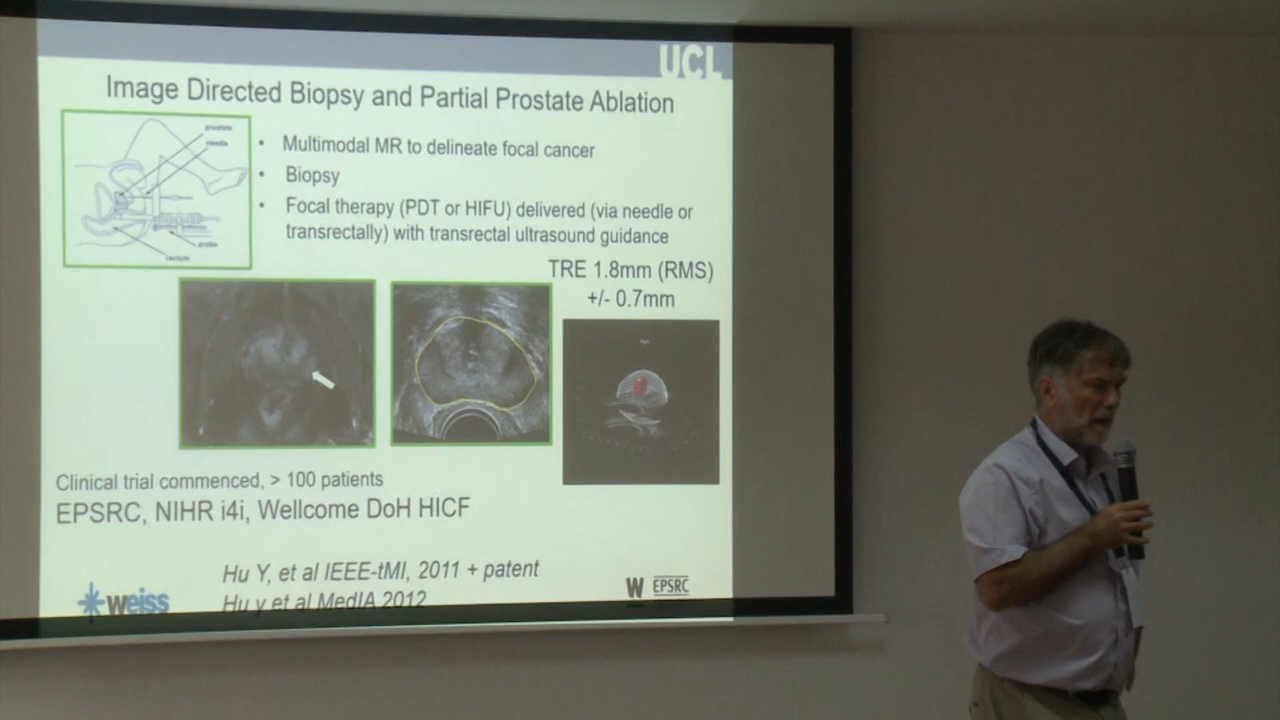 UCL
Image Directed Biopsy and Partial Prostate Ablation
prostate
needle
probe
rectum
• Multimodal MR to delineate focal cancer
• Biopsy
• Focal therapy (PDT or HIFU) delivered (via needle or
transrectally) with transrectal ultrasound guidance
TRE 1.8mm (RMS)
+/- 0.7mm
Clinical trial commenced, > 100 patients
EPSRC, NIHR i4i, Wellcome DoH HICF
Hu Y, et al IEEE-tMI, 2011 + patent
Hu y et al MedIA 2012
weiss
W
EPSRC